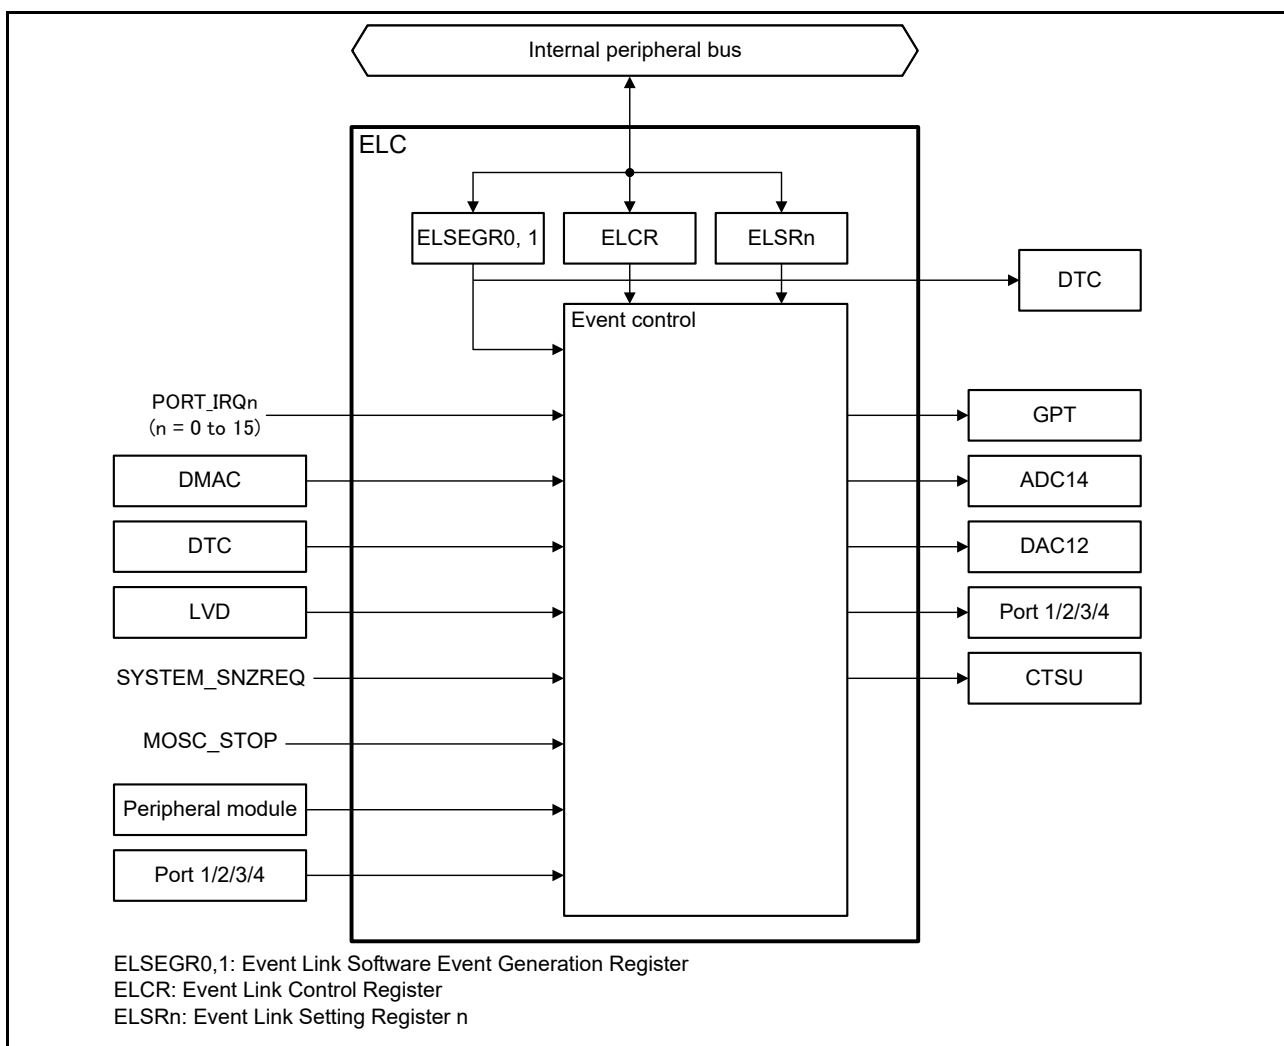 Internal peripheral bus
ELC
ELSEGR0, 1
ELCR
ELSRn
DTC
Event control
PORT_IRQn
(n = 0 to 15)
GPT
DMAC
ADC14
DTC
DAC12
LVD
Port 1/2/3/4
SYSTEM_SNZREQ
CTSU
MOSC_STOP
Peripheral module
Port 1/2/3/4
ELSEGR0,1: Event Link Software Event Generation Register
ELCR: Event Link Control Register
ELSRn: Event Link Setting Register n